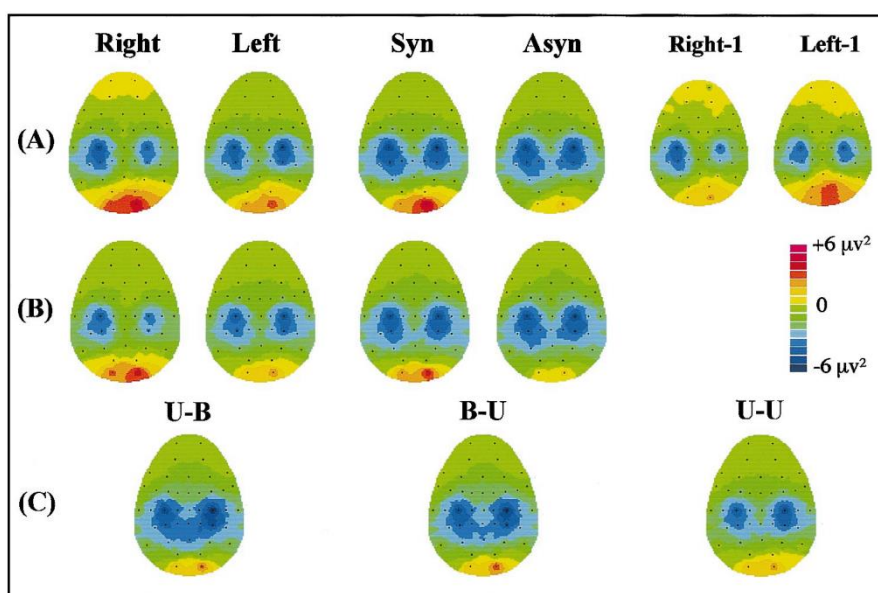 Right Left Syn Asyn Right-1 Left-1
(A)
+6 μv²
0
-6 μv²
(B)
U-B B-U U-U
(C)